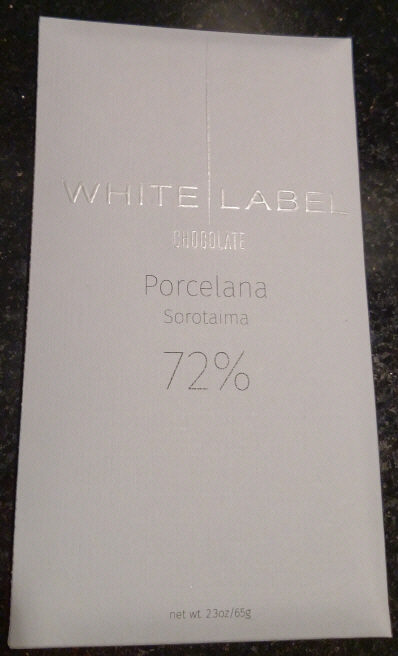 WHITE LABEL
CHOCOLATE
Porcelana
Sorotaima
72%
net wt. 2.3oz/65g